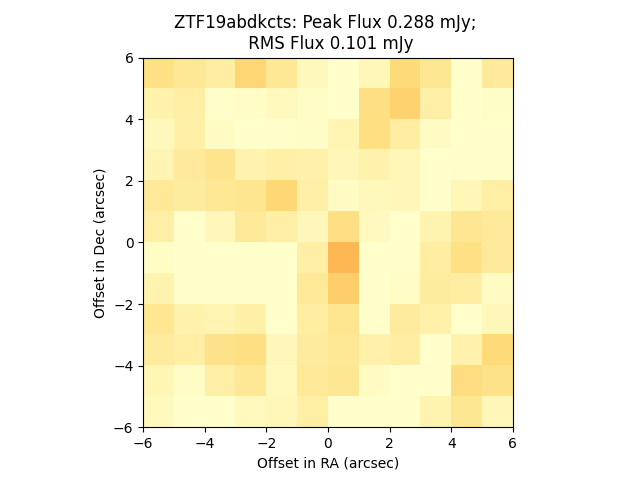 ZTF19abdkcts: Peak Flux 0.288 mJy;
RMS Flux 0.101 mJy
6
4
2
0
−2
−4
−6
Offset in Dec (arcsec)
−6 −4 −2 0 2 4 6
Offset in RA (arcsec)